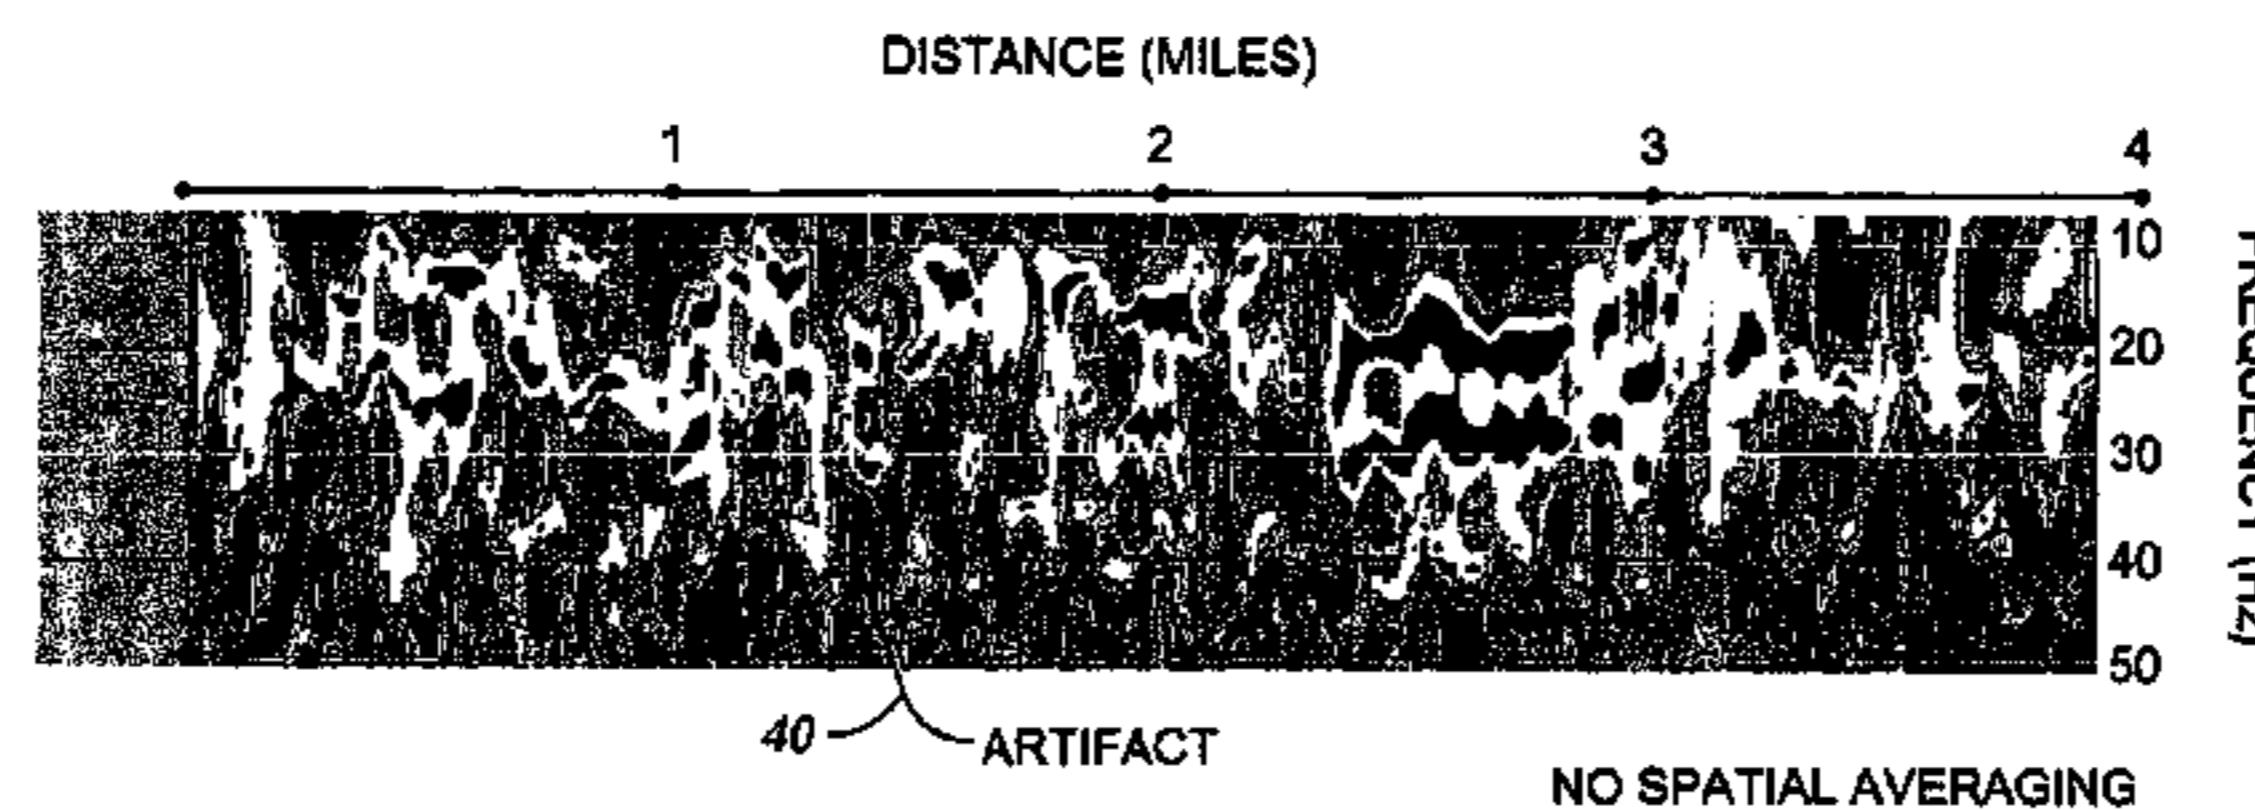 DISTANCE (MILES)
1 2 3 4
10
20
30
40
50
FREQUENCY (Hz)
40 ARTIFACT
NO SPATIAL AVERAGING